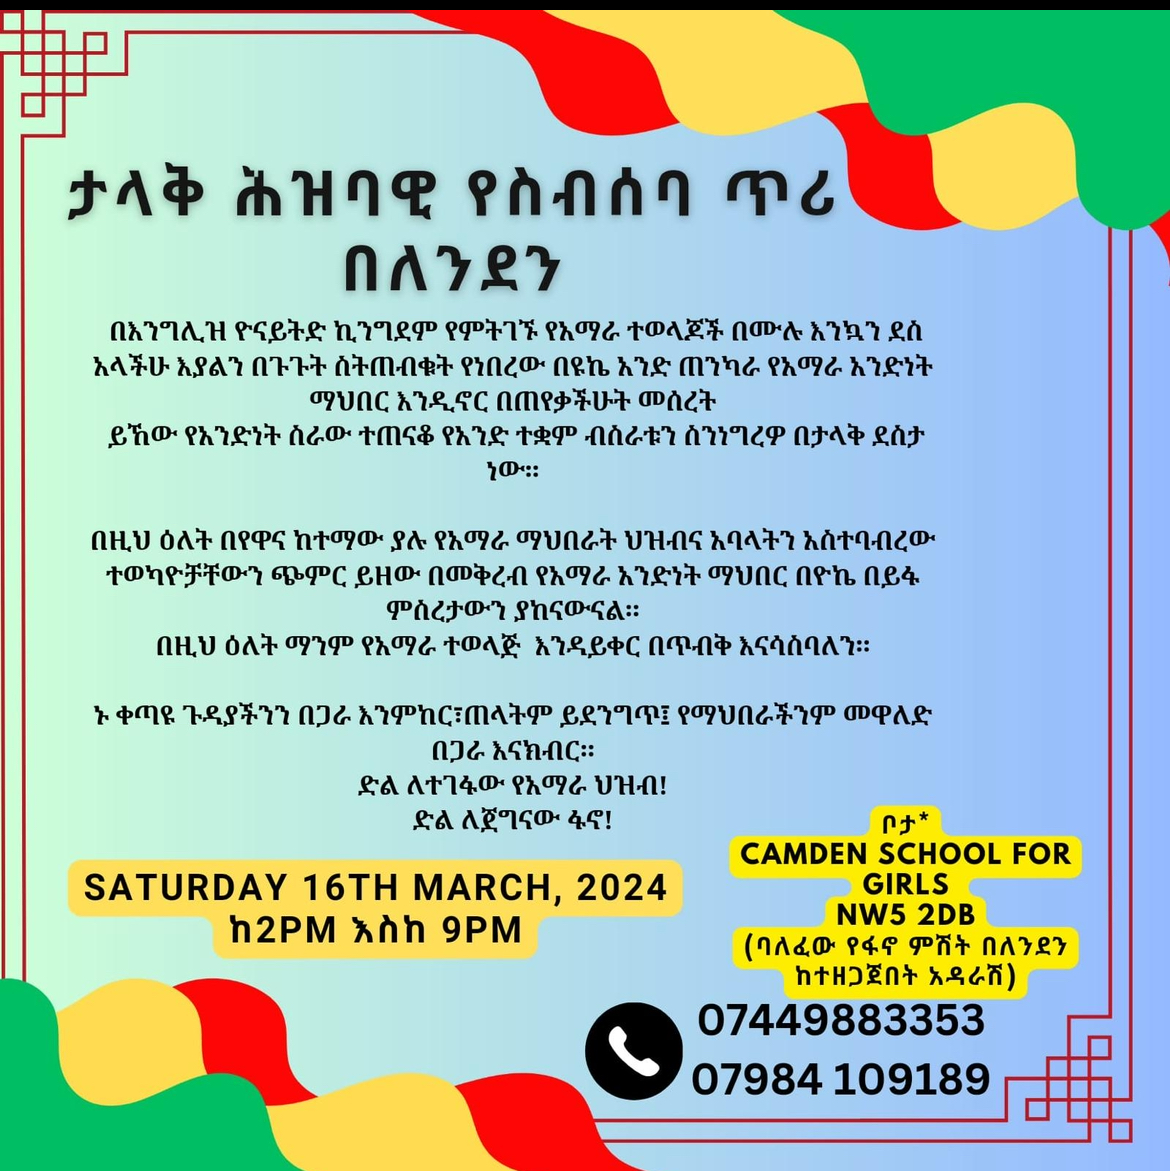 ታላቅ ሕዝባዊ የስብሰባ ጥሪ
በለንደን
በእንግሊዝ ዮናይትድ ኪንግደም የምትገኙ የአማራ ተወላጆች በሙሉ እንኳን ደስ
አላችሁ እያልን በጉጉት ስትጠብቁት የነበረው በዩኬ አንድ ጠንካራ የአማራ አንድነት
ማህበር እንዲኖር በጠየቃችሁት መሰረት
ይኸው የአንድነት ስራው ተጠናቆ የአንድ ተቋም ብስራቱን ስንነግረዎ በታላቅ ደስታ
ነው።
በዚህ ዕለት በየዋና ከተማው ያሉ የአማራ ማህበራት ህዝብና አባላትን አስተባብረው
ተወካዮቻቸውን ጭምር ይዘው በመቅረብ የአማራ አንድነት ማህበር በዮኬ በይፋ
ምስረታውን ያከናውናል።
በዚህ ዕለት ማንም የአማራ ተወላጅ እንዳይቀር በጥብቅ እናሳስባለን።
ኑ ቀጣዩ ጉዳያችንን በጋራ እንምከር፣ጠላትም ይደንግጥ፤ የማህበራችንም መዋለድ
በጋራ እናክብር።
ድል ለተገፋው የአማራ ህዝብ!
ድል ለጀግናው ፋኖ!
SATURDAY 16TH MARCH, 2024
ከ2PM እስከ 9PM
ቦታ*
CAMDEN SCHOOL FOR
GIRLS
NW5 2DB
(ባለፈው የፋኖ ምሽት በለንደን
ከተዘጋጀበት አዳራሽ)
07449883353
07984 109189